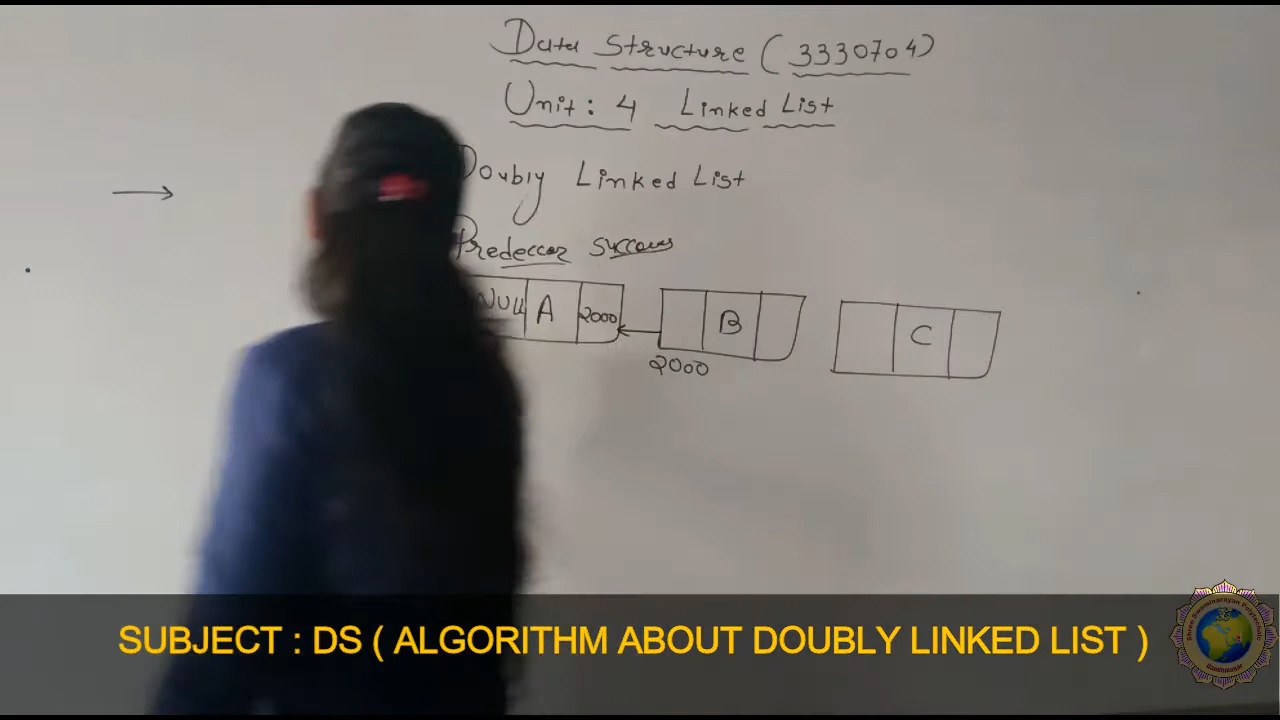 Data Structure (3330704)
Unit: 4 Linked List
Doubly Linked List
Predeccor Succous
NULL A 2000 B C
2000
SUBJECT : DS ( ALGORITHM ABOUT DOUBLY LINKED LIST )